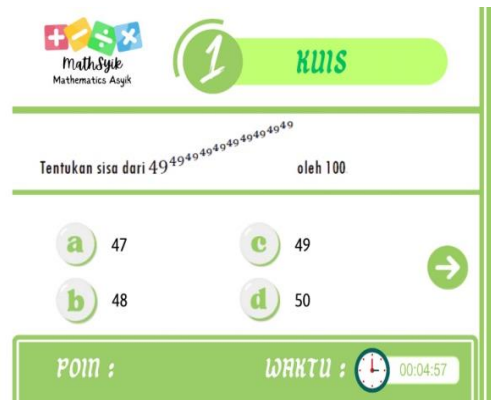 + - ÷ ×
MathSyik
Mathematics Asyik
1
KUIS
Tentukan sisa dari 49^49^49^49^49^49^49^49^49^49 oleh 100
a 47
c 49
b 48
d 50
POIN :
WAKTU :
00:04:57